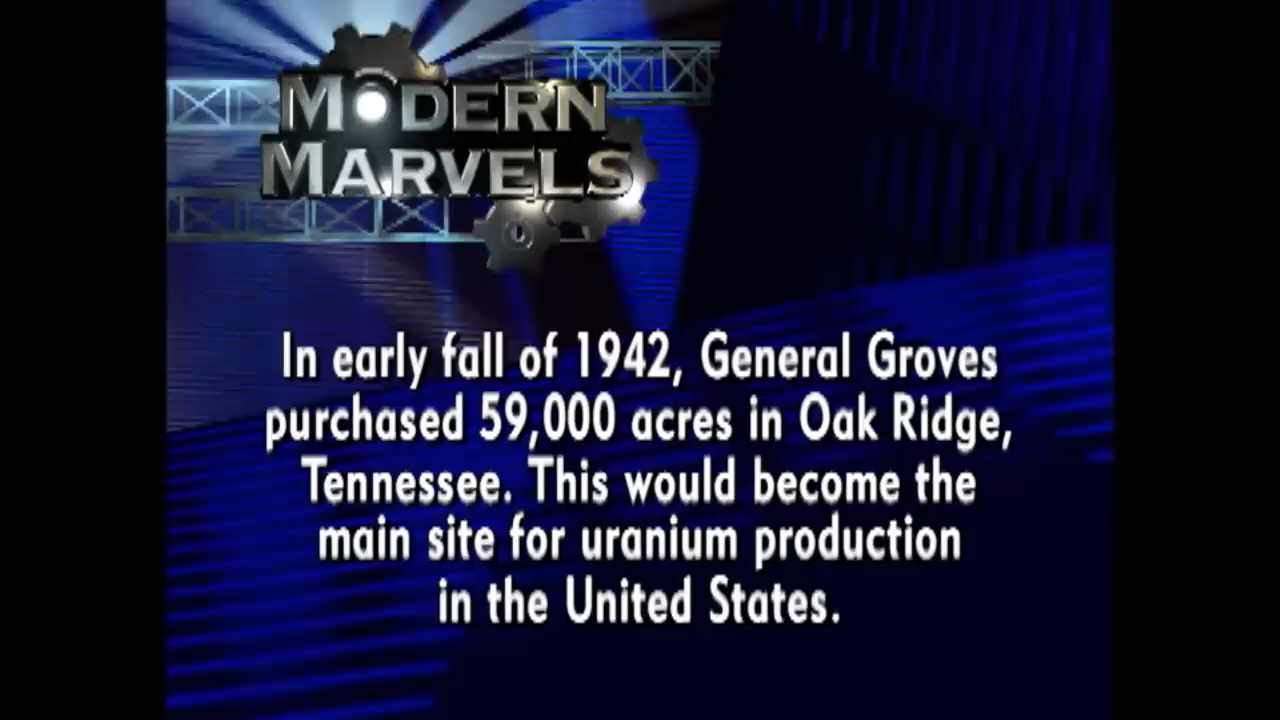 MODERN
MARVELS
In early fall of 1942, General Groves
purchased 59,000 acres in Oak Ridge,
Tennessee. This would become the
main site for uranium production
in the United States.